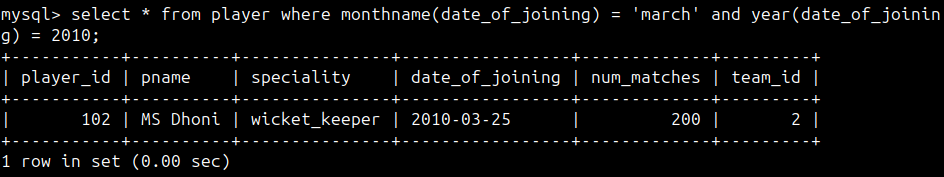 mysql> select * from player where monthname(date_of_joining) = 'march' and year(date_of_joinin
g) = 2010;
+-----------+----------+---------------+-----------------+-------------+---------+
| player_id | pname    | speciality    | date_of_joining | num_matches | team_id |
+-----------+----------+---------------+-----------------+-------------+---------+
|       102 | MS Dhoni | wicket_keeper | 2010-03-25      |         200 |       2 |
+-----------+----------+---------------+-----------------+-------------+---------+
1 row in set (0.00 sec)